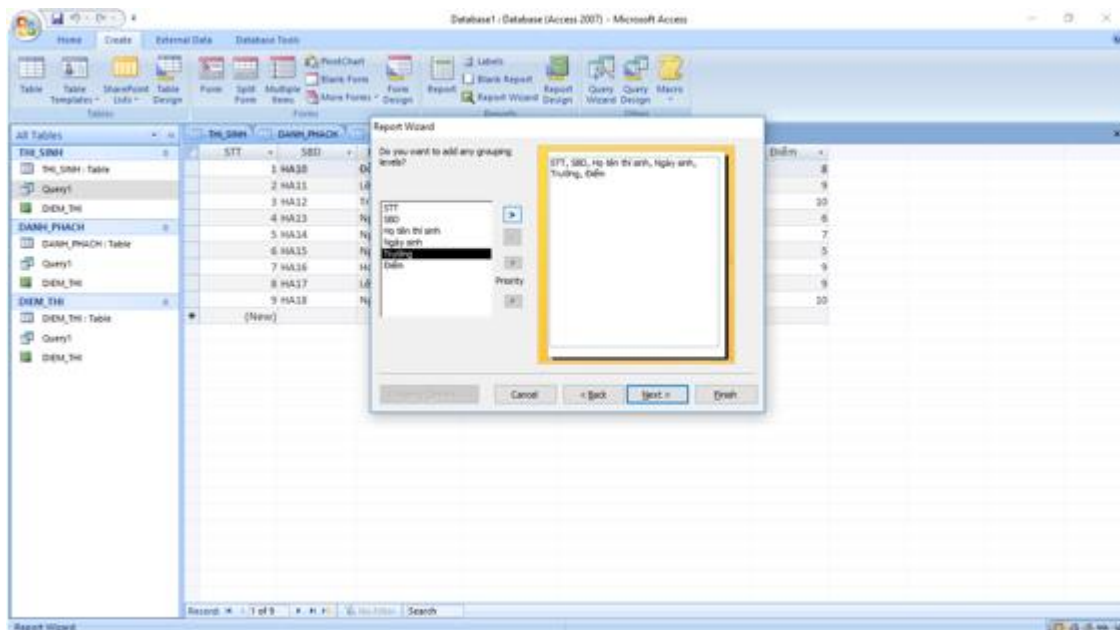 Database1 : Database (Access 2007) - Microsoft Access
Home Create External Data Database Tools
Table Table Templates SharePoint Lists Table Design
Form Split Form Multiple Items PivotChart Blank Form More Forms Form Design
Report Labels Blank Report Report Wizard Report Design
Query Wizard Query Design Macro
Tables Forms Reports Other
All Tables
THI_SINH
THI_SINH : Table
Query1
DIEM_THI
DANH_PHACH
DANH_PHACH : Table
Query1
DIEM_THI
DIEM_THI
DIEM_THI : Table
Query1
DIEM_THI
THI_SINH DANH_PHACH
STT SBD Điểm
1 HA10 8
2 HA11 9
3 HA12 10
4 HA13 6
5 HA14 7
6 HA15 5
7 HA16 9
8 HA17 9
9 HA18 10
(New)
Report Wizard
Do you want to add any grouping
levels?
STT
SBD
Họ tên thí sinh
Ngày sinh
Trường
Điểm
>
Priority
STT, SBD, Họ tên thí sinh, Ngày sinh,
Trường, Điểm
Cancel < Back Next > Finish
Record: 1 of 9 No Filter Search
Report Wizard